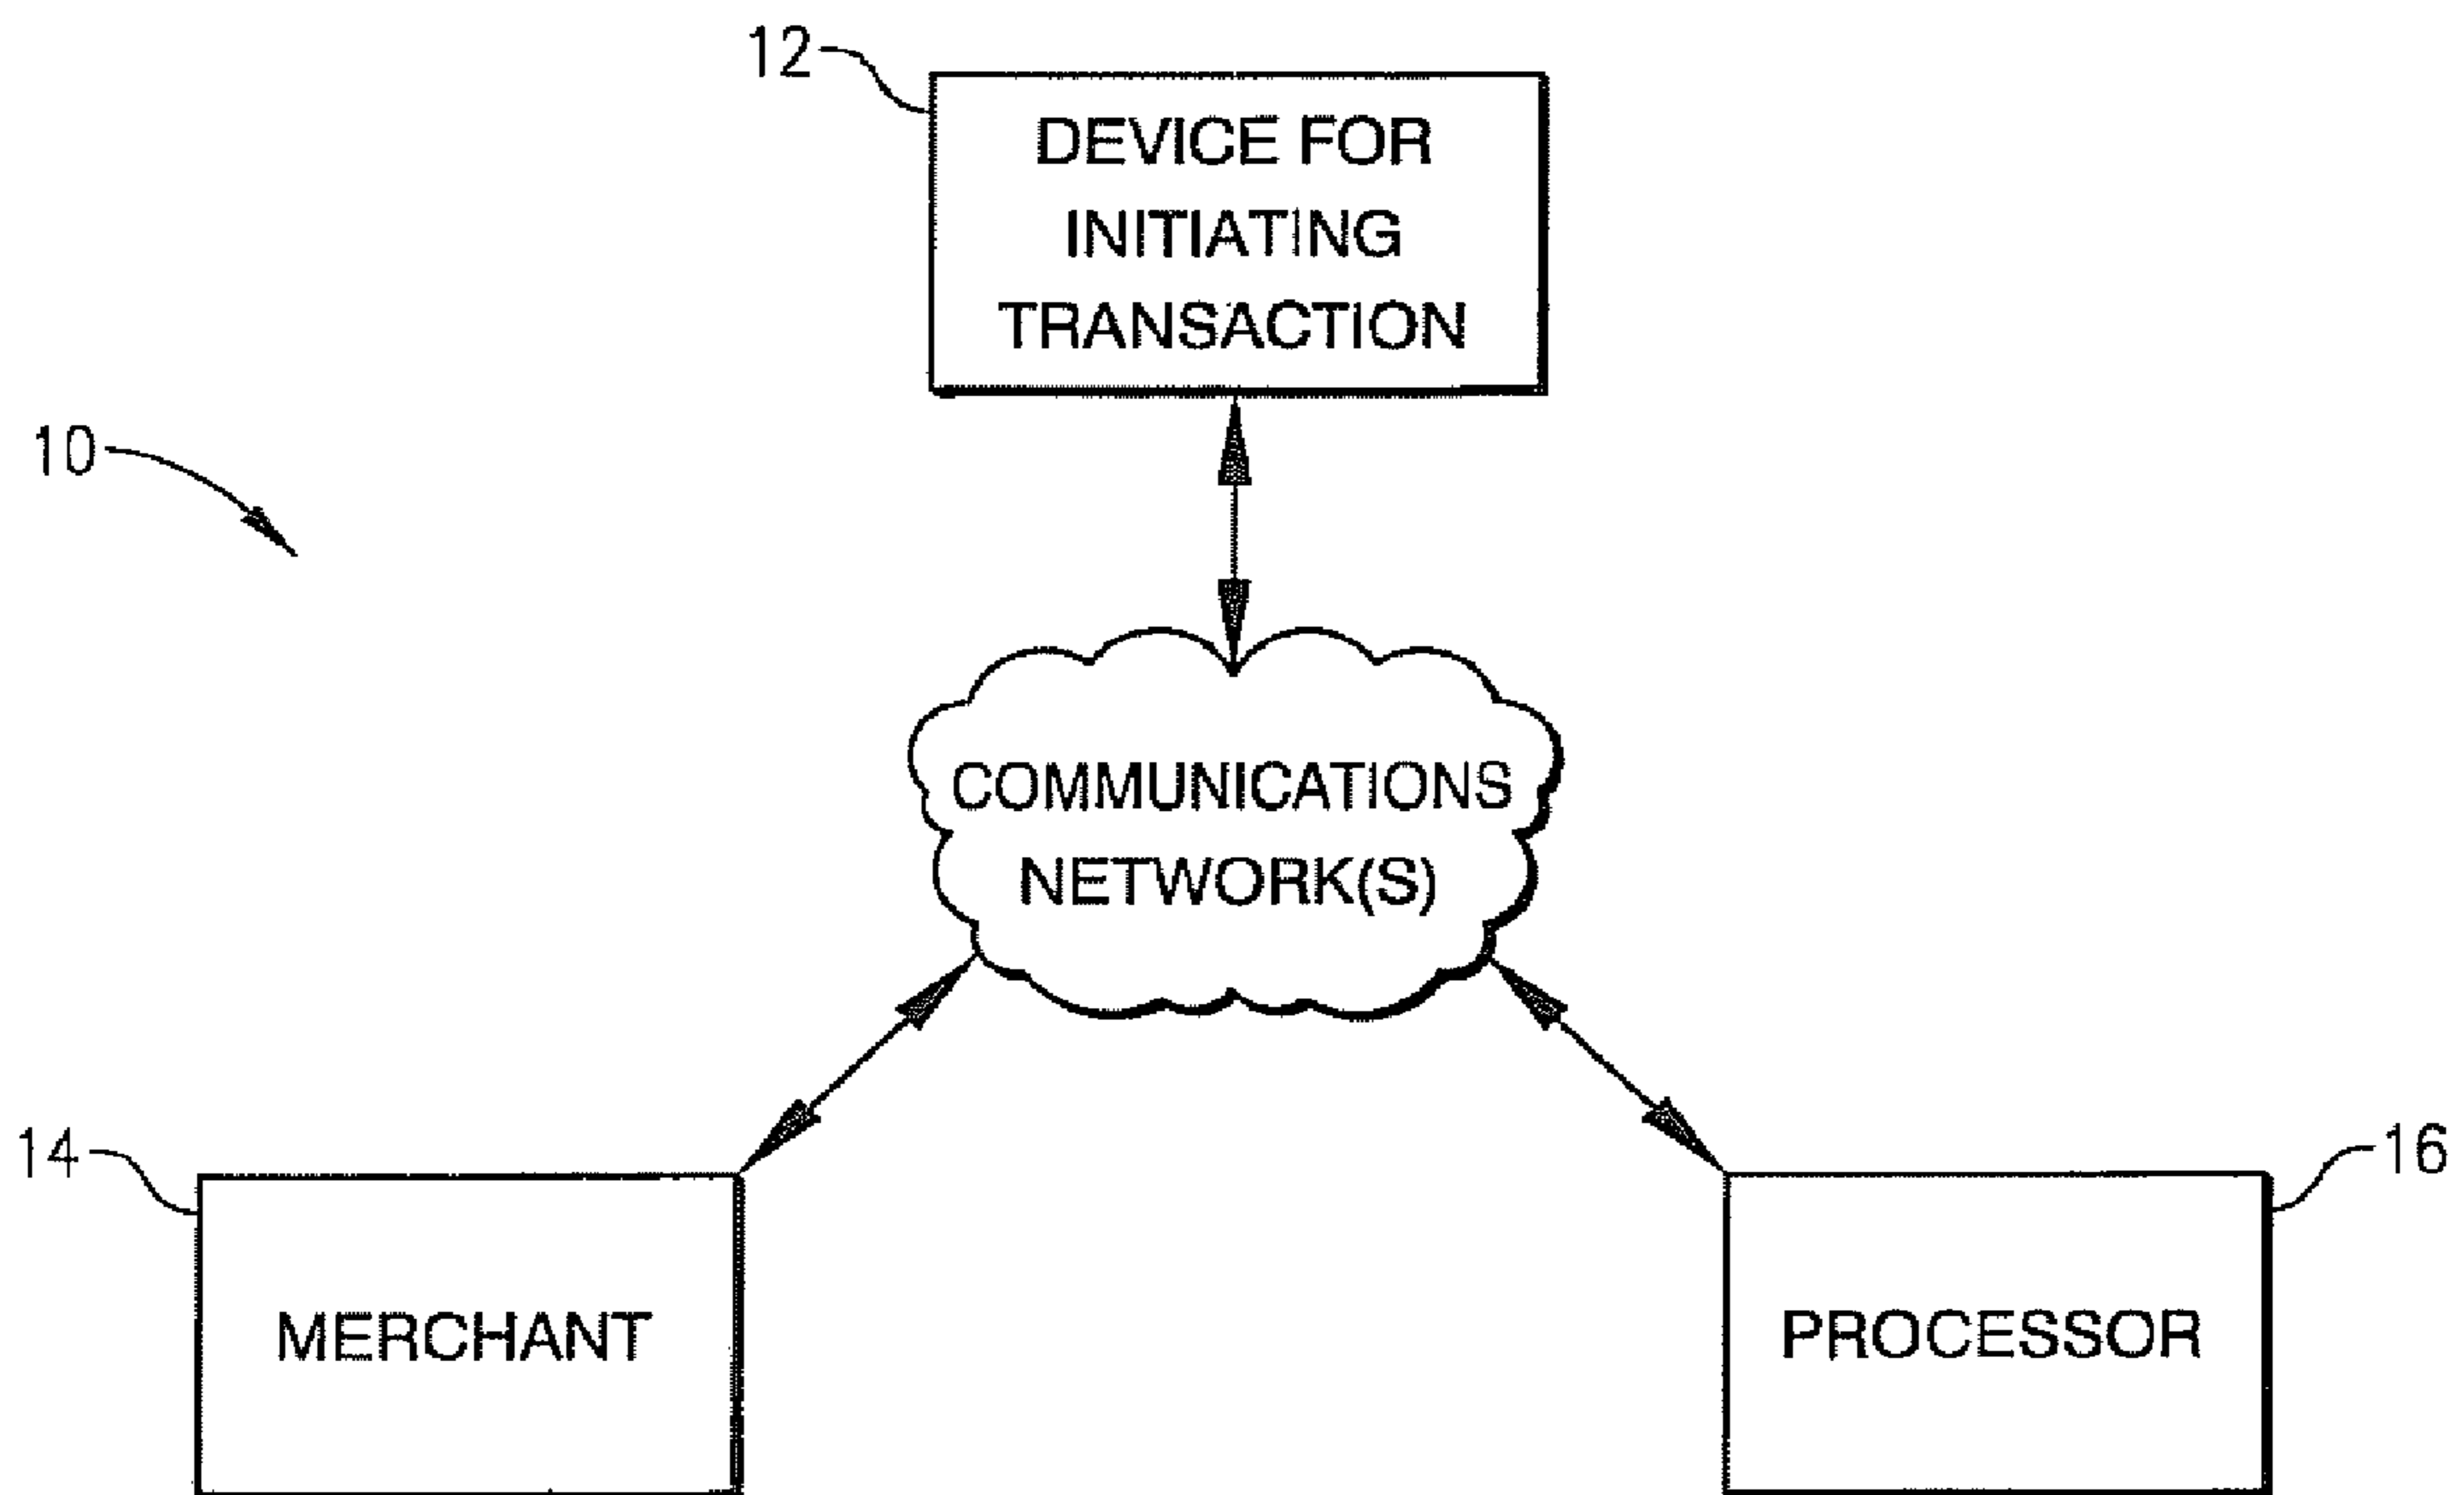 12
DEVICE FOR
INITIATING
TRANSACTION
10
COMMUNICATIONS
NETWORK(S)
14
16
MERCHANT
PROCESSOR